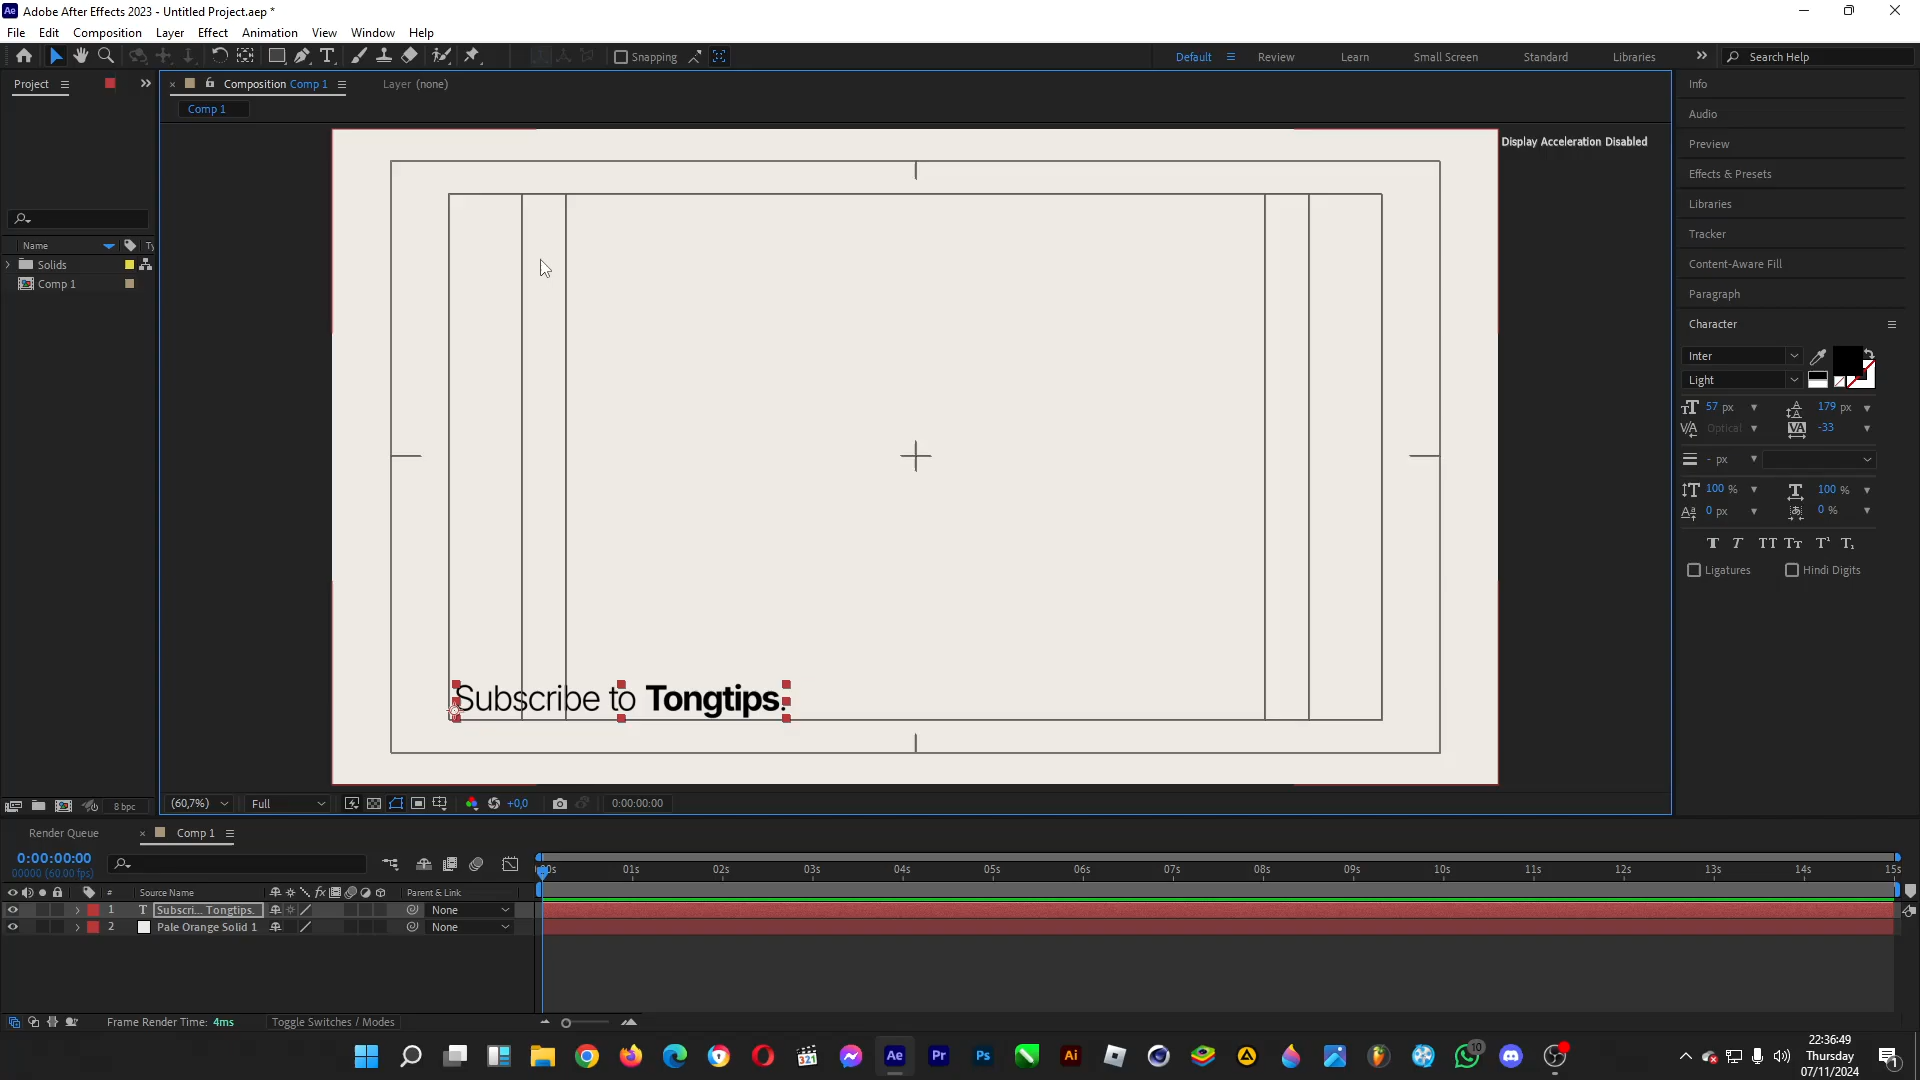 Adobe After Effects 2023 - Untitled Project.aep *
File Edit Composition Layer Effect Animation View Window Help
Snapping
Default Review Learn Small Screen Standard Libraries
Search Help
Project
Composition Comp 1
Layer (none)
Comp 1
Display Acceleration Disabled
Name
Ty
Solids
Comp 1
Subscribe to Tongtips.
8 bpc
(60,7%)
Full
+0,0
0:00:00:00
Info
Audio
Preview
Effects & Presets
Libraries
Tracker
Content-Aware Fill
Paragraph
Character
Inter
Light
57 px
179 px
Optical
-33
- px
100 %
100 %
0 px
0 %
Ligatures
Hindi Digits
Render Queue
Comp 1
0:00:00:00
00000 (60.00 fps)
# Source Name
Parent & Link
1 Subscri... Tongtips. None
2 Pale Orange Solid 1 None
00s 01s 02s 03s 04s 05s 06s 07s 08s 09s 10s 11s 12s 13s 14s 15s
Frame Render Time: 4ms
Toggle Switches / Modes
22:36:49
Thursday
07/11/2024